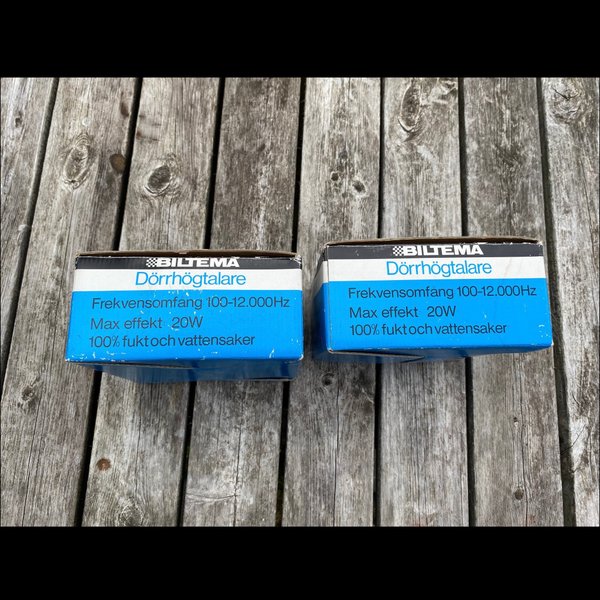 BILTEMA
Dörrhögtalare
Frekvensomfang 100-12.000Hz
Max effekt 20W
100% fukt och vattensaker
BILTEMA
Dörrhögtalare
Frekvensomfang 100-12.000Hz
Max effekt 20W
100% fukt och vattensaker